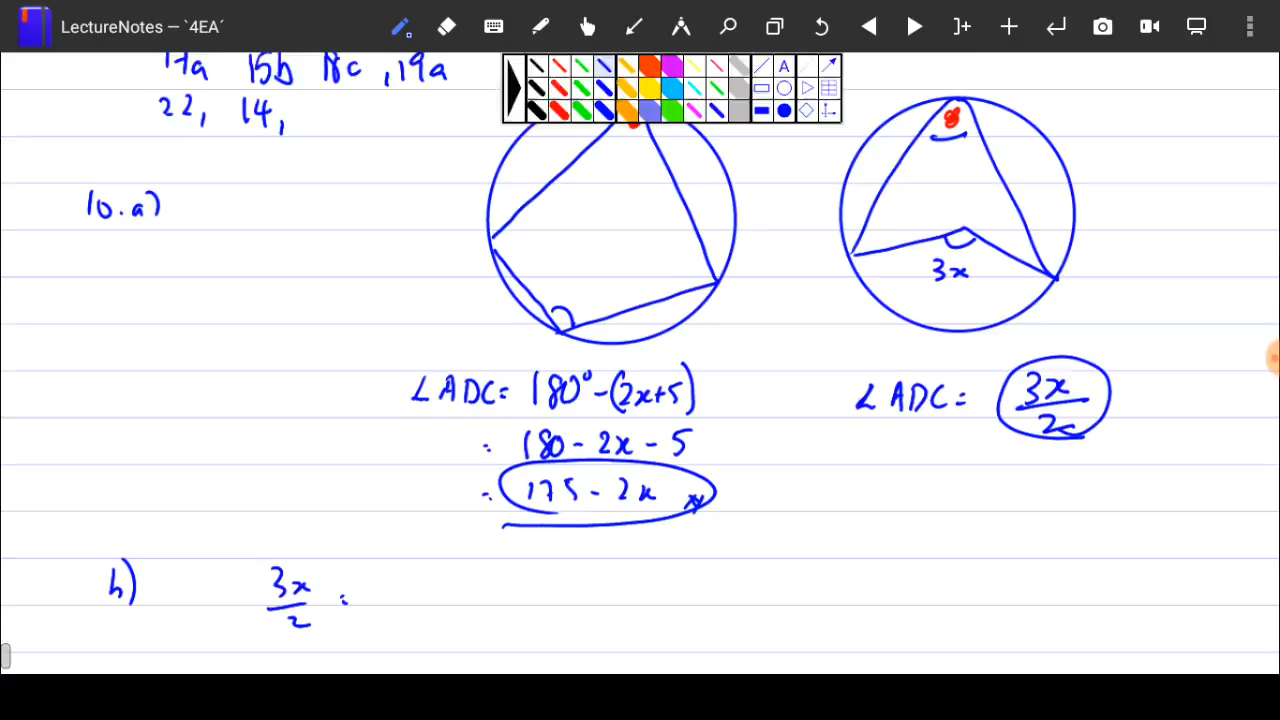 LectureNotes – `4EA´
17a 15b 18c , 19a
22, 14,
10. a)
3x
∠ADC = 180° - (2x+5)
= 180 - 2x - 5
= 175 - 2x
∠ADC = 3x/2
b) 3x/2 =